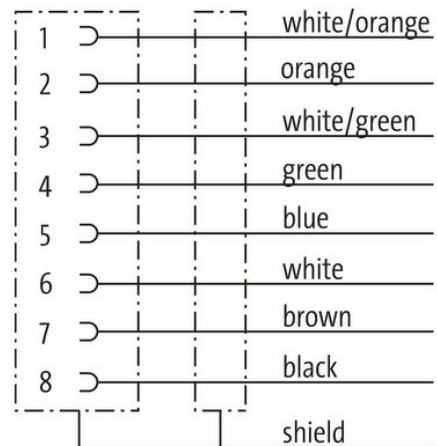 1 white/orange
2 orange
3 white/green
4 green
5 blue
6 white
7 brown
8 black
shield